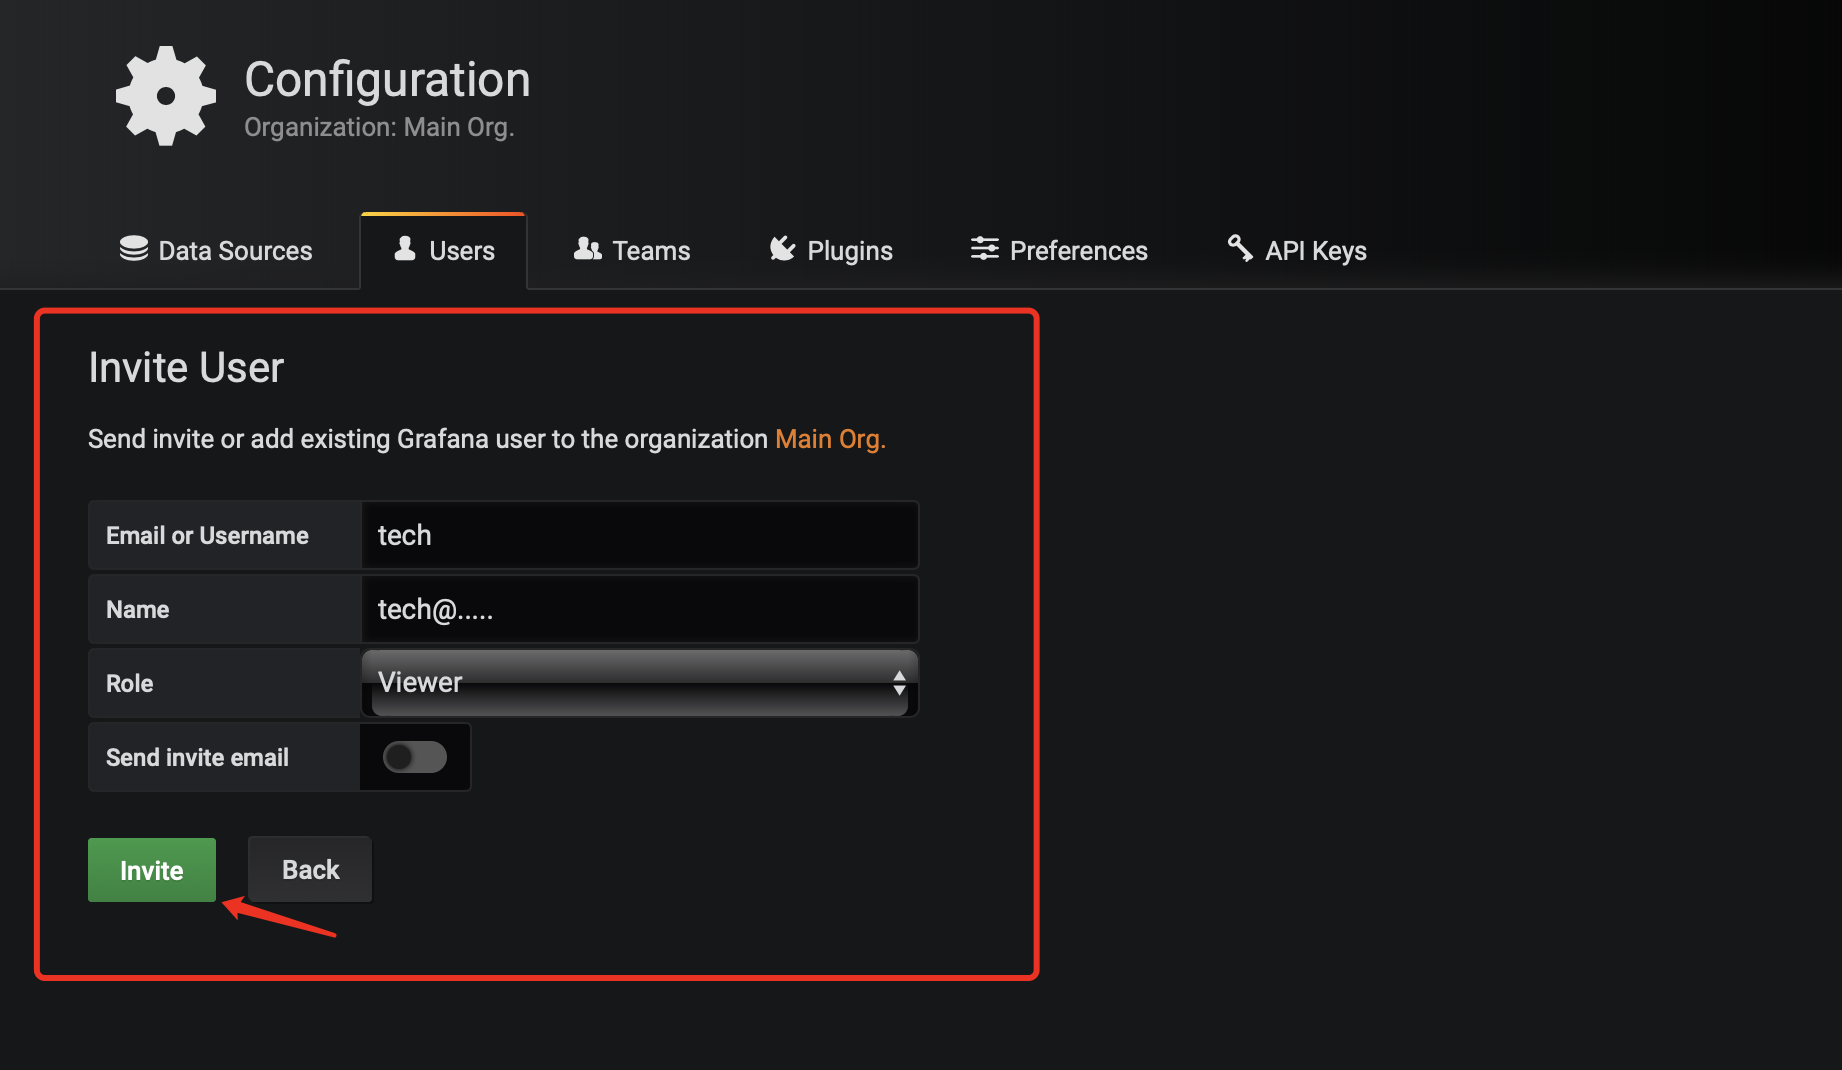 Configuration
Organization: Main Org.
Data Sources Users Teams Plugins Preferences API Keys
Invite User
Send invite or add existing Grafana user to the organization Main Org.
Email or Username tech
Name tech@.....
Role Viewer
Send invite email
Invite Back